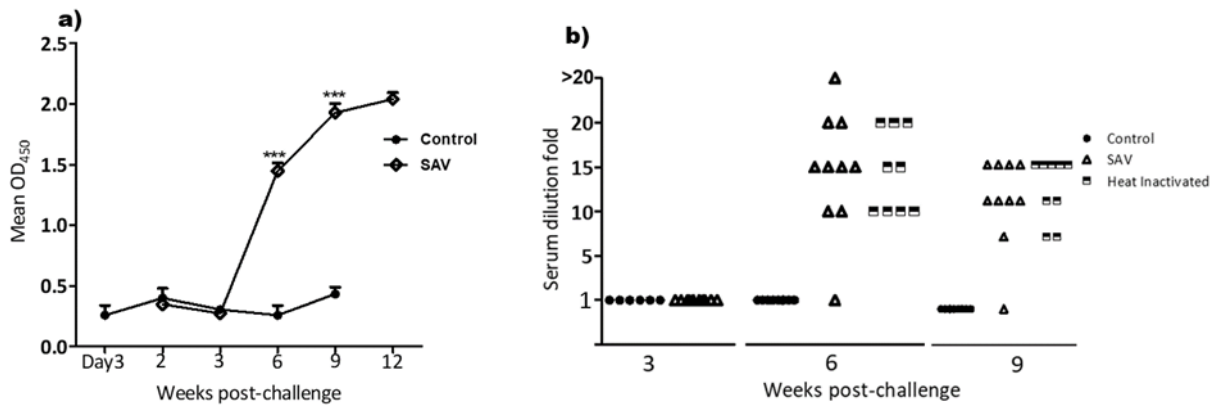 a)
2.5
2.0
1.5
1.0
0.5
0.0
Mean OD450
***
***
Control
SAV
Day3 2 3 6 9 12
Weeks post-challenge
b)
>20
20
15
10
5
1
Serum dilution fold
Control
SAV
Heat Inactivated
3 6 9
Weeks post-challenge